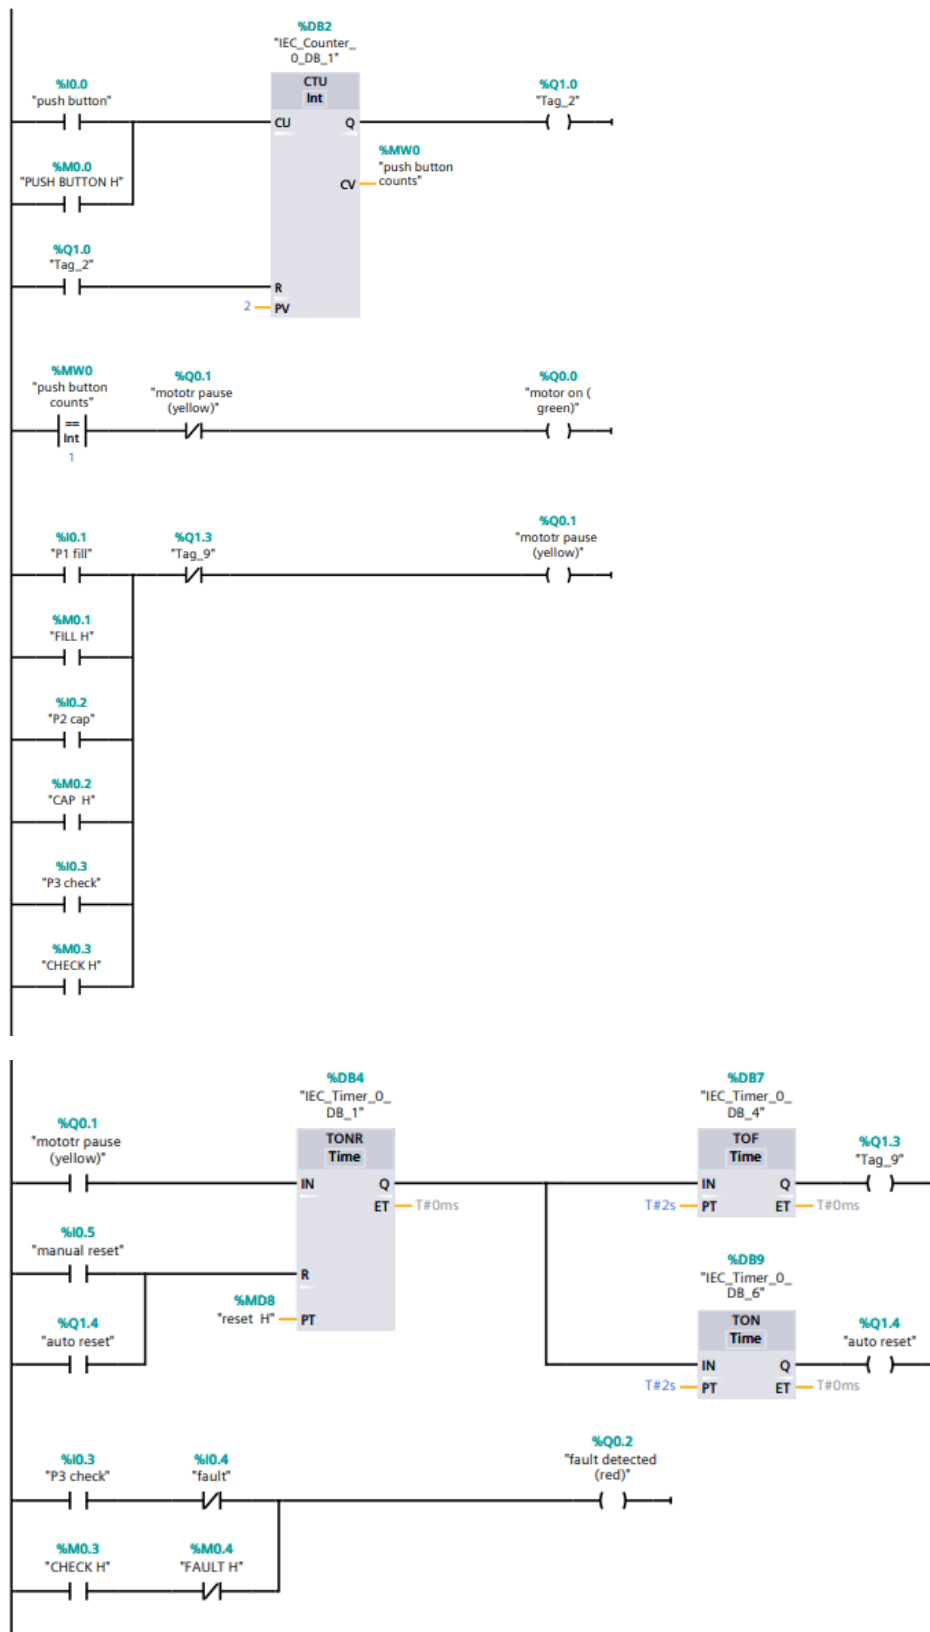 %DB2
"IEC_Counter_
0_DB_1"
CTU
Int
%I0.0
"push button"
CU
Q
%Q1.0
"Tag_2"
%M0.0
"PUSH BUTTON H"
%MW0
"push button
counts"
CV
%Q1.0
"Tag_2"
R
2
PV
%MW0
"push button
counts"
==
Int
1
%Q0.1
"mototr pause
(yellow)"
%Q0.0
"motor on (
green)"
%I0.1
"P1 fill"
%Q1.3
"Tag_9"
%Q0.1
"mototr pause
(yellow)"
%M0.1
"FILL H"
%I0.2
"P2 cap"
%M0.2
"CAP H"
%I0.3
"P3 check"
%M0.3
"CHECK H"
%DB4
"IEC_Timer_0_
DB_1"
TONR
Time
%DB7
"IEC_Timer_0_
DB_4"
TOF
Time
%Q0.1
"mototr pause
(yellow)"
IN
Q
ET
T#0ms
IN
Q
T#2s
PT
ET
T#0ms
%Q1.3
"Tag_9"
%I0.5
"manual reset"
R
%MD8
"reset H"
PT
%Q1.4
"auto reset"
%DB9
"IEC_Timer_0_
DB_6"
TON
Time
IN
Q
T#2s
PT
ET
T#0ms
%Q1.4
"auto reset"
%I0.3
"P3 check"
%I0.4
"fault"
%Q0.2
"fault detected
(red)"
%M0.3
"CHECK H"
%M0.4
"FAULT H"